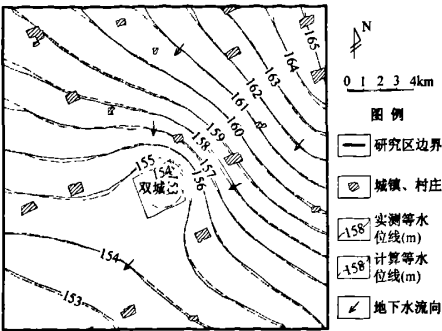 165
164
163
162
161
160
159
158
157
156
155
154
153
双城
154
153
N
0 1 2 3 4km
图例
研究区边界
城镇、村庄
158
实测等水
位线(m)
158
计算等水
位线(m)
地下水流向